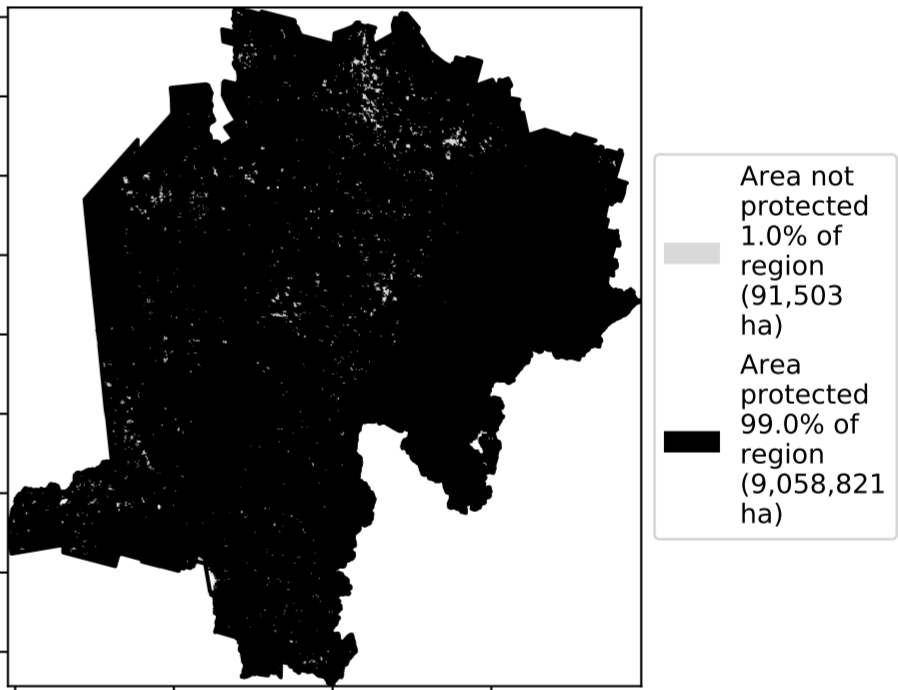 Area not
protected
1.0% of
region
(91,503
ha)
Area
protected
99.0% of
region
(9,058,821
ha)